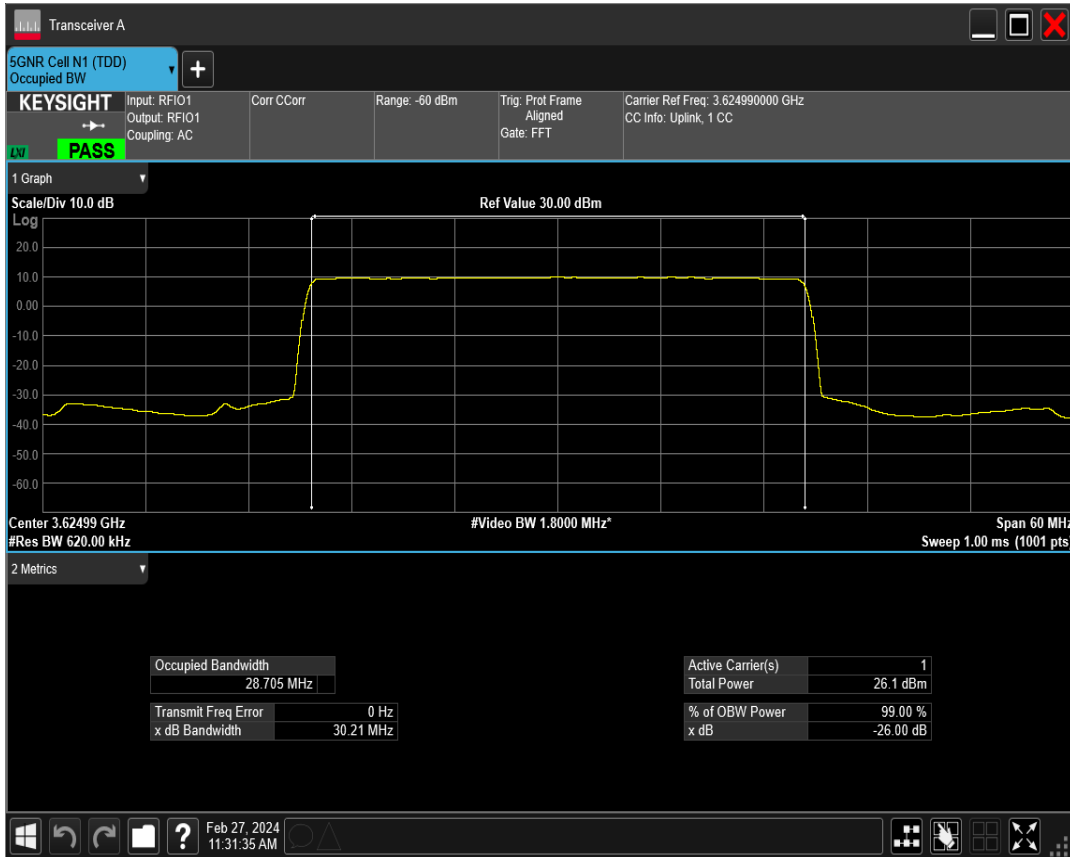 Transceiver A
5GNR Cell N1 (TDD)
Occupied BW
+
KEYSIGHT
LXI
PASS
Input: RFIO1
Output: RFIO1
Coupling: AC
Corr CCorr
Range: -60 dBm
Trig: Prot Frame
Aligned
Gate: FFT
Carrier Ref Freq: 3.624990000 GHz
CC Info: Uplink, 1 CC
1 Graph
Scale/Div 10.0 dB
Ref Value 30.00 dBm
Log
20.0
10.0
0.00
-10.0
-20.0
-30.0
-40.0
-50.0
-60.0
Center 3.62499 GHz
#Video BW 1.8000 MHz*
Span 60 MHz
#Res BW 620.00 kHz
Sweep 1.00 ms (1001 pts)
2 Metrics
Occupied Bandwidth
28.705 MHz
Transmit Freq Error 0 Hz
x dB Bandwidth 30.21 MHz
Active Carrier(s) 1
Total Power 26.1 dBm
% of OBW Power 99.00 %
x dB -26.00 dB
?
Feb 27, 2024
11:31:35 AM